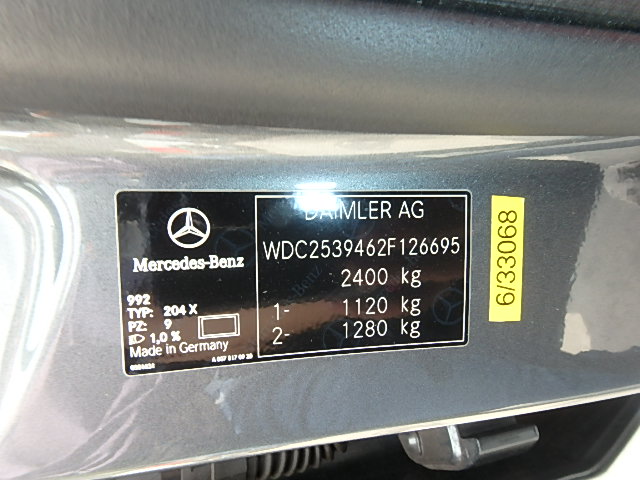 DAIMLER AG
WDC2539462F126695
2400 kg
1- 1120 kg
2- 1280 kg
Mercedes-Benz
992
TYP: 204 X
PZ: 9
1,0 %
Made in Germany
6/33068